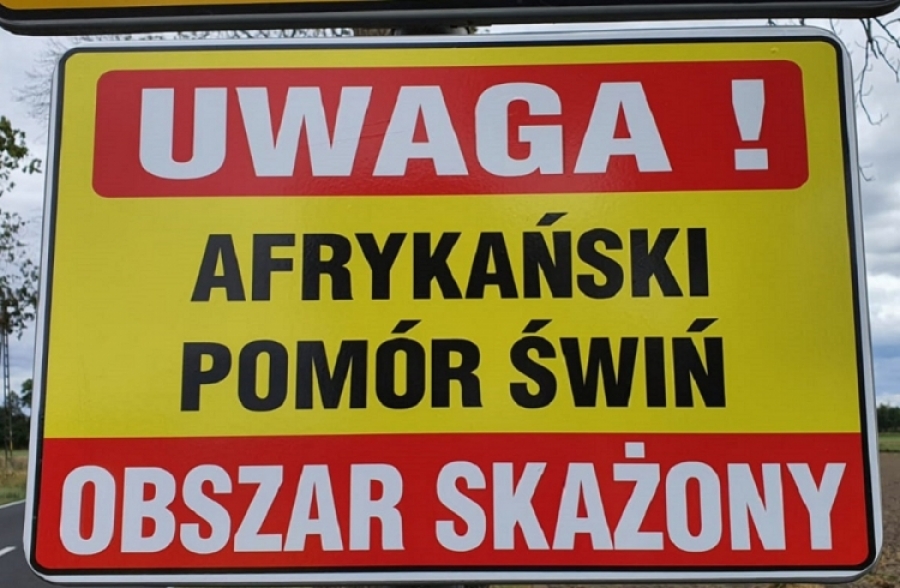 UWAGA !
AFRYKAŃSKI
POMÓR ŚWIŃ
OBSZAR SKAŻONY